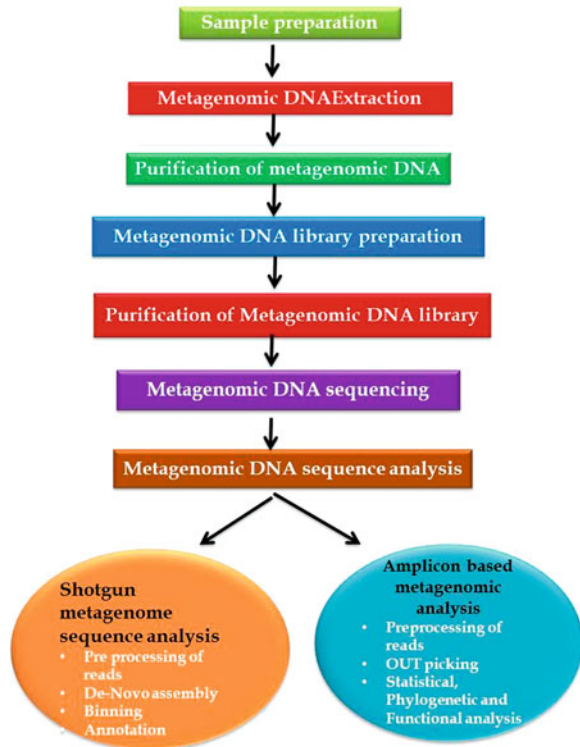 Sample preparation
Metagenomic DNAExtraction
Purification of metagenomic DNA
Metagenomic DNA library preparation
Purification of Metagenomic DNA library
Metagenomic DNA sequencing
Metagenomic DNA sequence analysis
Shotgun
metagenome
sequence analysis
• Pre processing of
reads
• De-Novo assembly
• Binning
• Annotation
Amplicon based
metagenomic
analysis
• Preprocessing of
reads
• OUT picking
• Statistical,
Phylogenetic and
Functional analysis